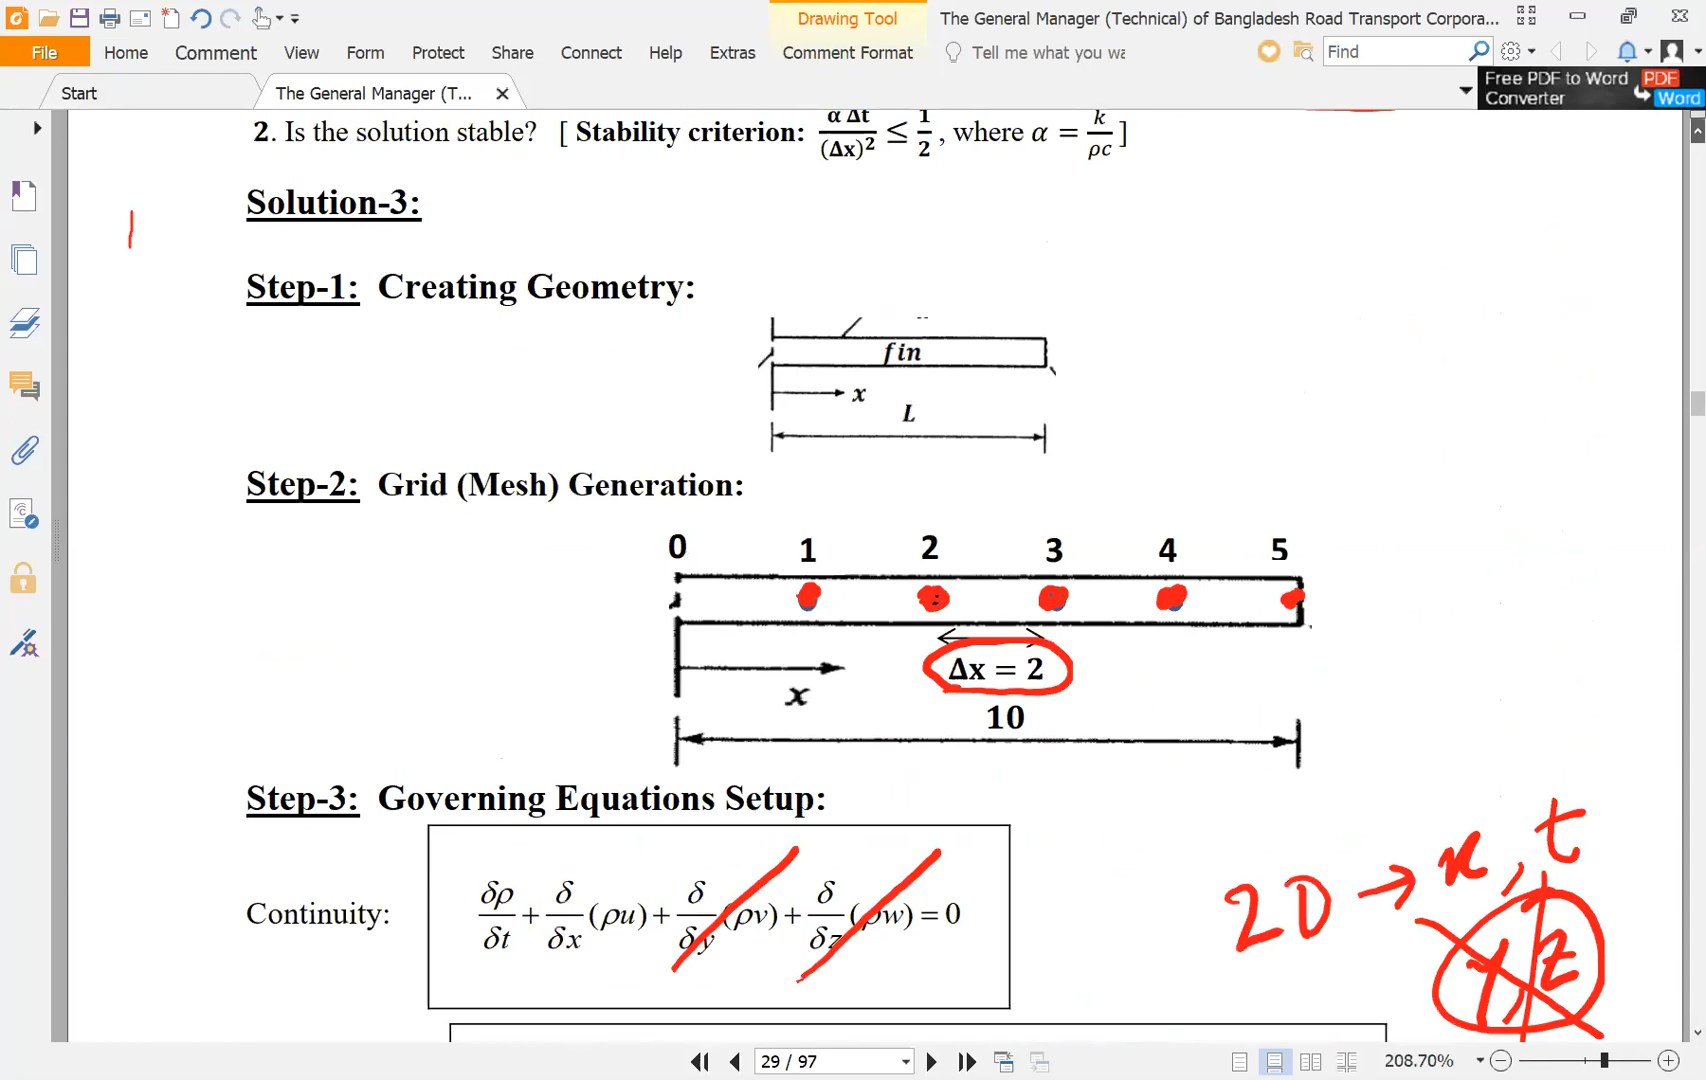 Drawing Tool
The General Manager (Technical) of Bangladesh Road Transport Corpora...
File Home Comment View Form Protect Share Connect Help Extras Comment Format Tell me what you wa Find
Start The General Manager (T... Free PDF to Word Converter PDF Word
2. Is the solution stable? [ Stability criterion: α Δt / (Δx)² ≤ 1/2 , where α = k/ρc ]
Solution-3:
Step-1: Creating Geometry:
fin
x
L
Step-2: Grid (Mesh) Generation:
0 1 2 3 4 5
Δx = 2
x
10
Step-3: Governing Equations Setup:
Continuity: δρ/δt + δ/δx (ρu) + δ/δy (ρv) + δ/δz (ρw) = 0
2D → x, t
y, z
29 / 97 208.70%